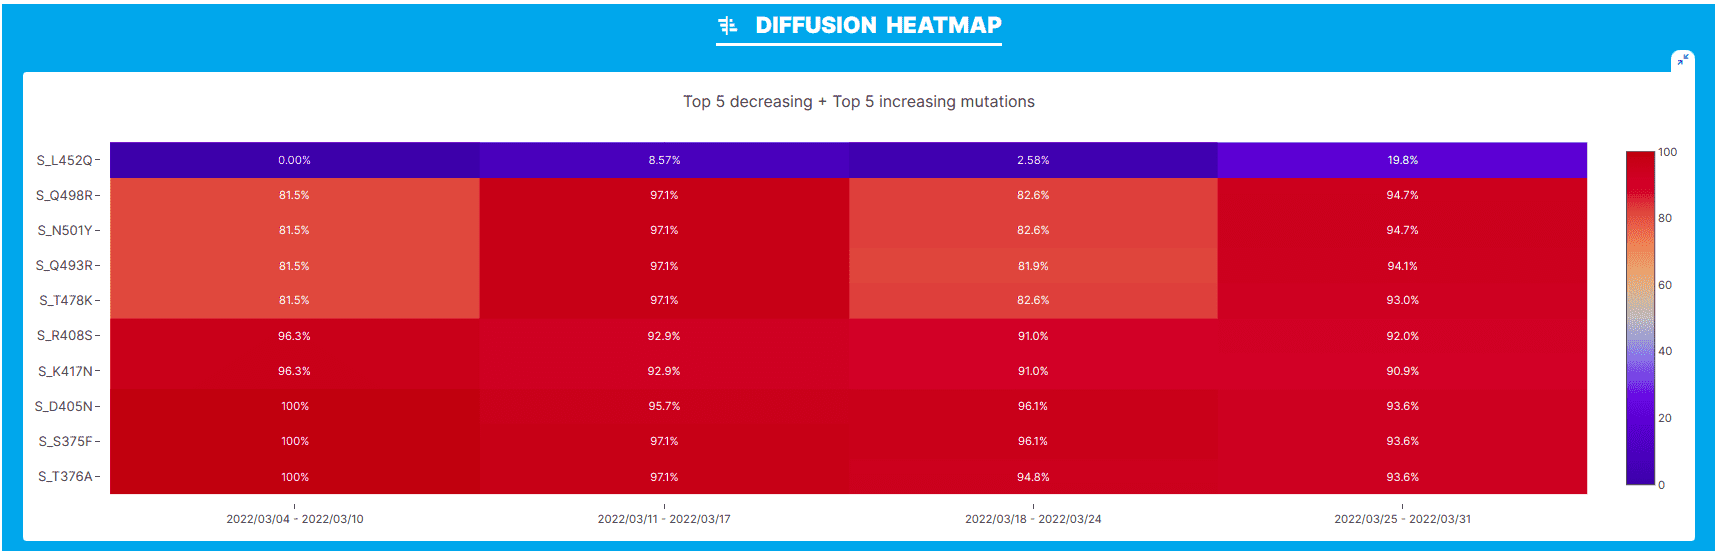 DIFFUSION HEATMAP
Top 5 decreasing + Top 5 increasing mutations
S_L452Q 0.00% 8.57% 2.58% 19.8%
S_Q498R 81.5% 97.1% 82.6% 94.7%
S_N501Y 81.5% 97.1% 82.6% 94.7%
S_Q493R 81.5% 97.1% 81.9% 94.1%
S_T478K 81.5% 97.1% 82.6% 93.0%
S_R408S 96.3% 92.9% 91.0% 92.0%
S_K417N 96.3% 92.9% 91.0% 90.9%
S_D405N 100% 95.7% 96.1% 93.6%
S_S375F 100% 97.1% 96.1% 93.6%
S_T376A 100% 97.1% 94.8% 93.6%
2022/03/04 - 2022/03/10 2022/03/11 - 2022/03/17 2022/03/18 - 2022/03/24 2022/03/25 - 2022/03/31
100
80
60
40
20
0